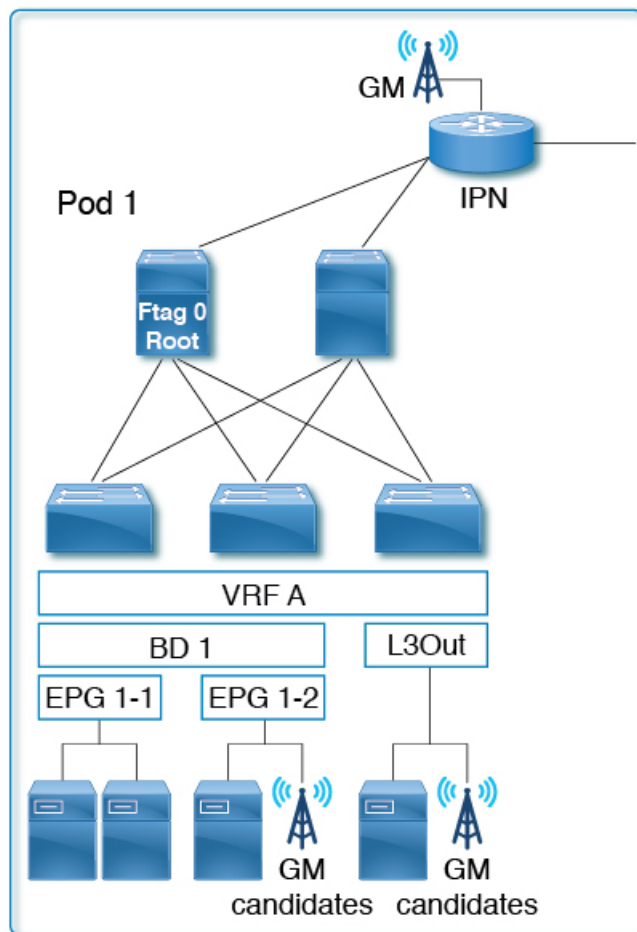 GM
IPN
Pod 1
Ftag 0
Root
VRF A
BD 1
L3Out
EPG 1-1
EPG 1-2
GM
candidates
GM
candidates